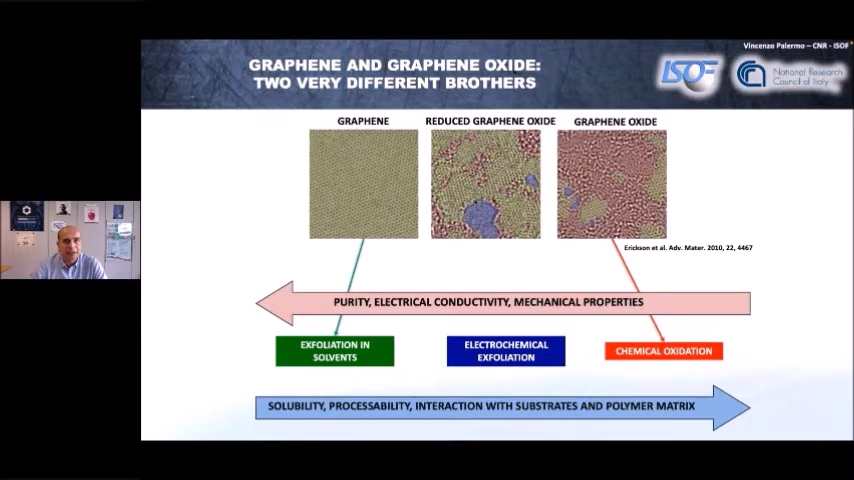 Vincenzo Palermo – CNR - ISOF
GRAPHENE AND GRAPHENE OXIDE:
TWO VERY DIFFERENT BROTHERS
ISOF
National Research
Council of Italy
GRAPHENE
REDUCED GRAPHENE OXIDE
GRAPHENE OXIDE
Erickson et al. Adv. Mater. 2010, 22, 4467
PURITY, ELECTRICAL CONDUCTIVITY, MECHANICAL PROPERTIES
EXFOLIATION IN
SOLVENTS
ELECTROCHEMICAL
EXFOLIATION
CHEMICAL OXIDATION
SOLUBILITY, PROCESSABILITY, INTERACTION WITH SUBSTRATES AND POLYMER MATRIX